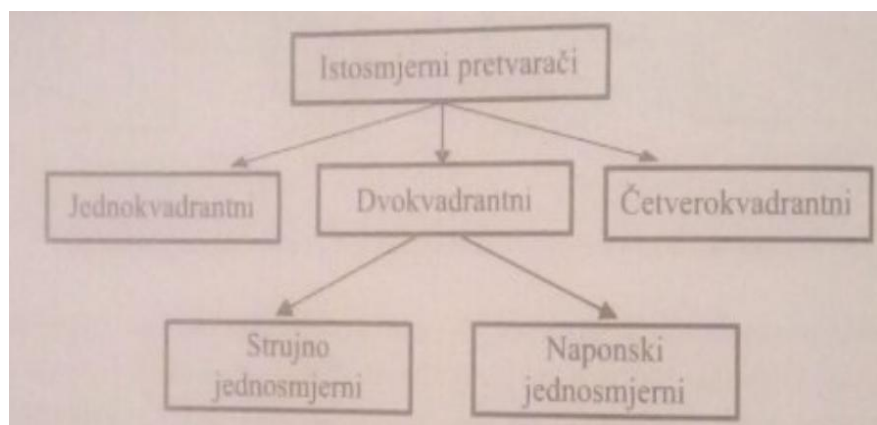 Istosmjerni pretvarači
Jednokvadrantni
Dvokvadrantni
Četverokvadrantni
Strujno
jednosmjerni
Naponski
jednosmjerni